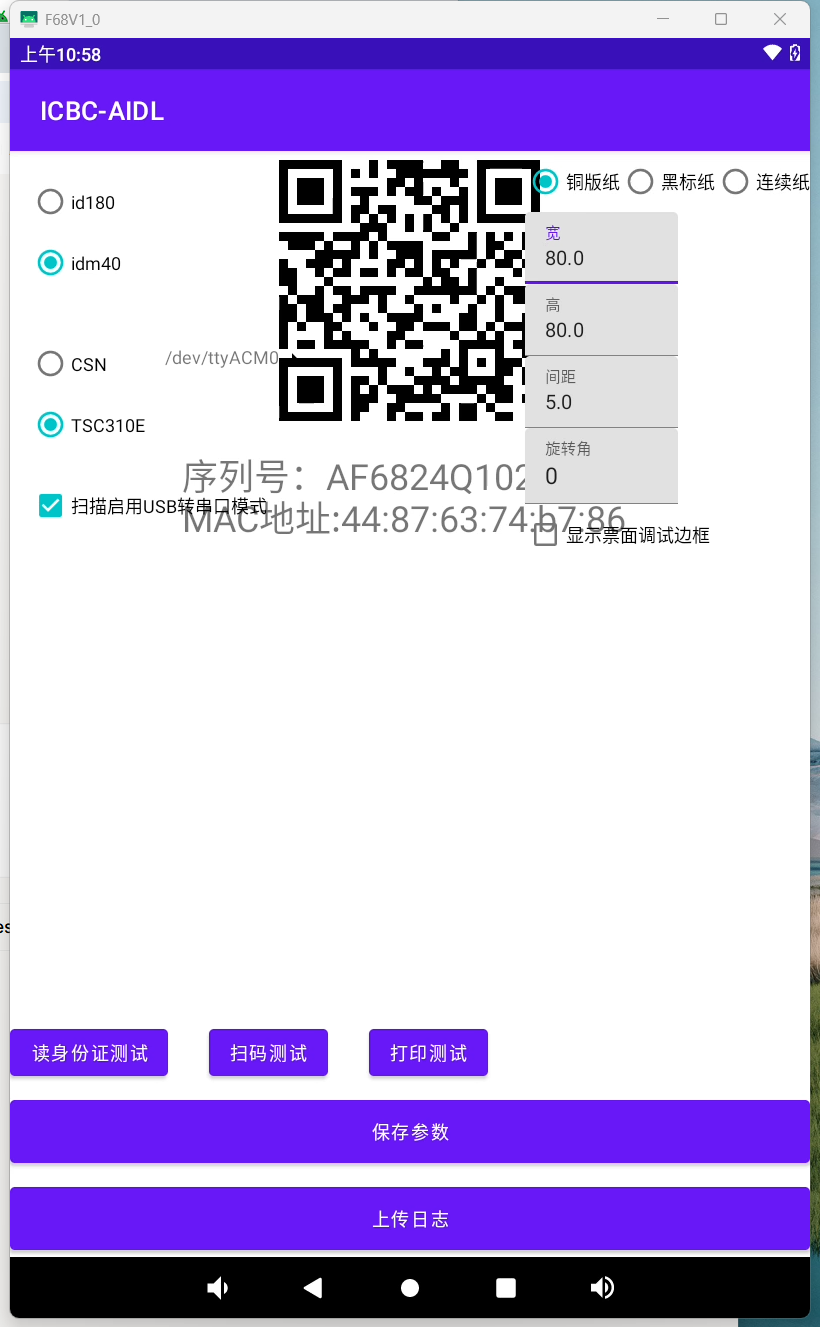 F68V1_0
上午10:58
ICBC-AIDL
id180
idm40
CSN
/dev/ttyACM0
TSC310E
扫描启用USB转串口模式
铜版纸
黑标纸
连续纸
宽
80.0
高
80.0
间距
5.0
旋转角
0
序列号：AF6824Q102
MAC地址:44:87:63:74:b7:86
显示票面调试边框
读身份证测试
扫码测试
打印测试
保存参数
上传日志